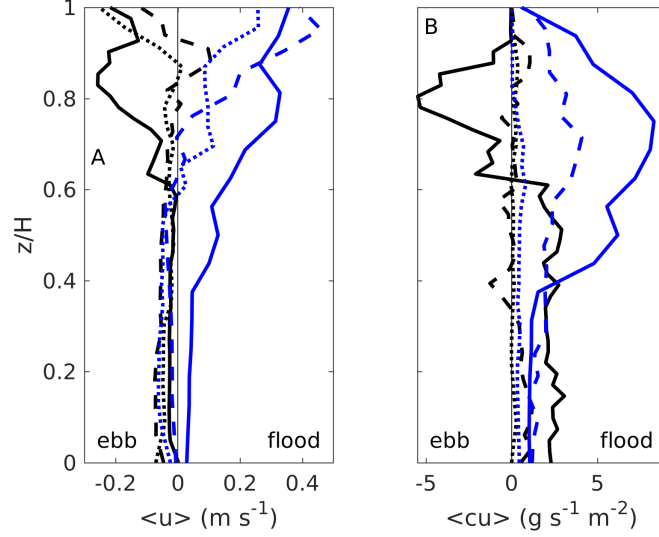 1
0.8
0.6
0.4
0.2
0
z/H
A
ebb
flood
-0.2
0
0.2
0.4
<u> (m s⁻¹)
B
ebb
flood
-5
0
5
<cu> (g s⁻¹ m⁻²)